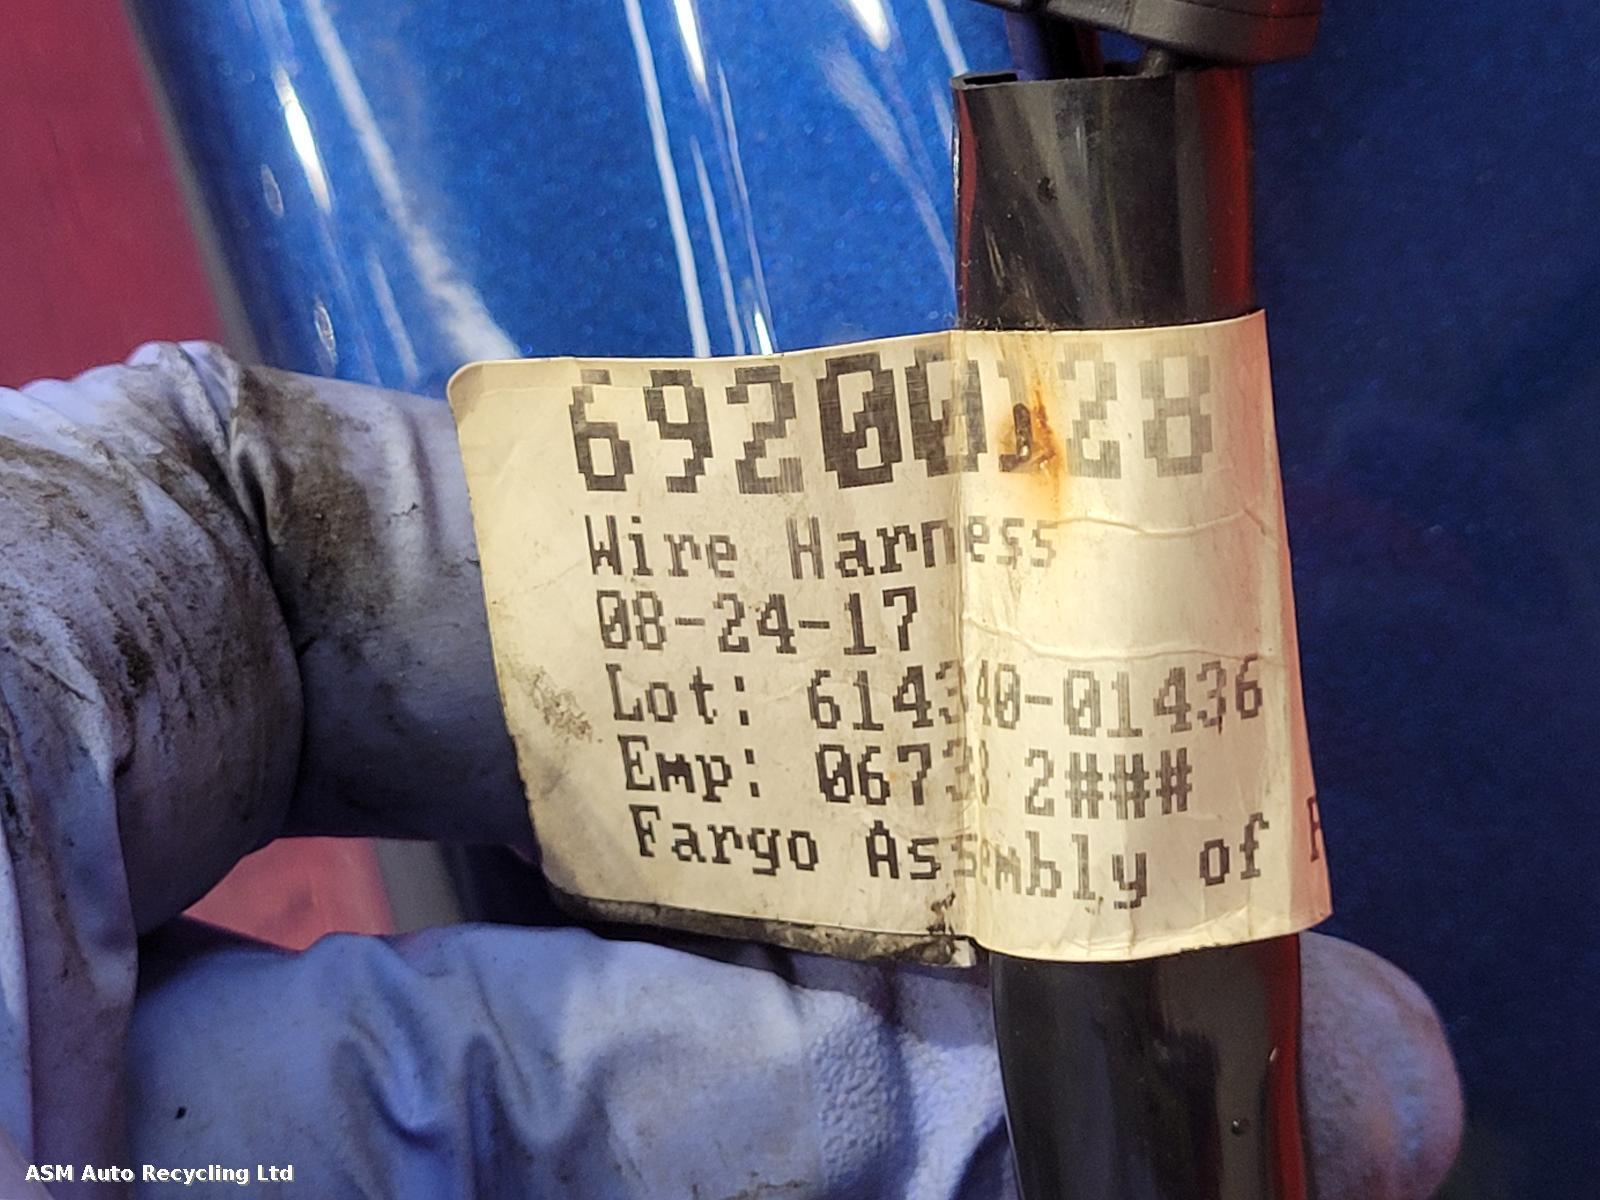 69200128
Wire Harness
08-24-17
Lot: 614340-01436
Emp: 06738 2###
Fargo Assembly of
ASM Auto Recycling Ltd